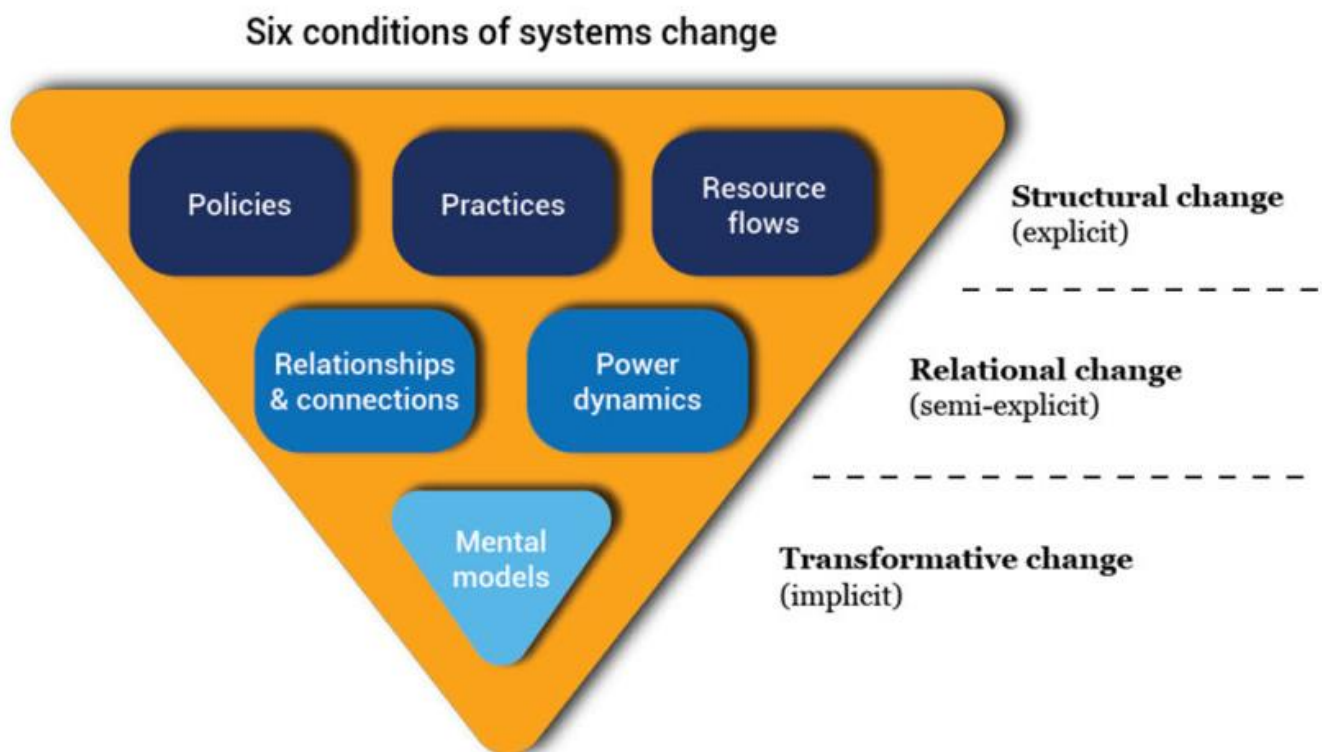 Six conditions of systems change
Policies
Practices
Resource
flows
Structural change
(explicit)
Relationships
& connections
Power
dynamics
Relational change
(semi-explicit)
Mental
models
Transformative change
(implicit)